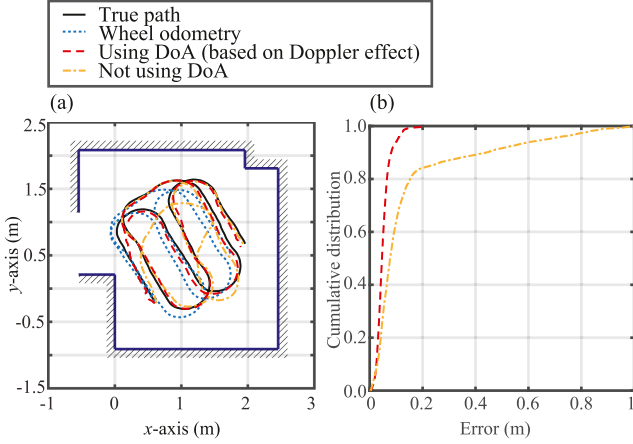 True path
Wheel odometry
Using DoA (based on Doppler effect)
Not using DoA
(a)
2.5
1.5
0.5
-0.5
-1.5
y-axis (m)
-1
0
1
2
3
x-axis (m)
(b)
1.0
0.8
0.6
0.4
0.2
0.0
Cumulative distribution
0
0.2
0.4
0.6
0.8
1
Error (m)